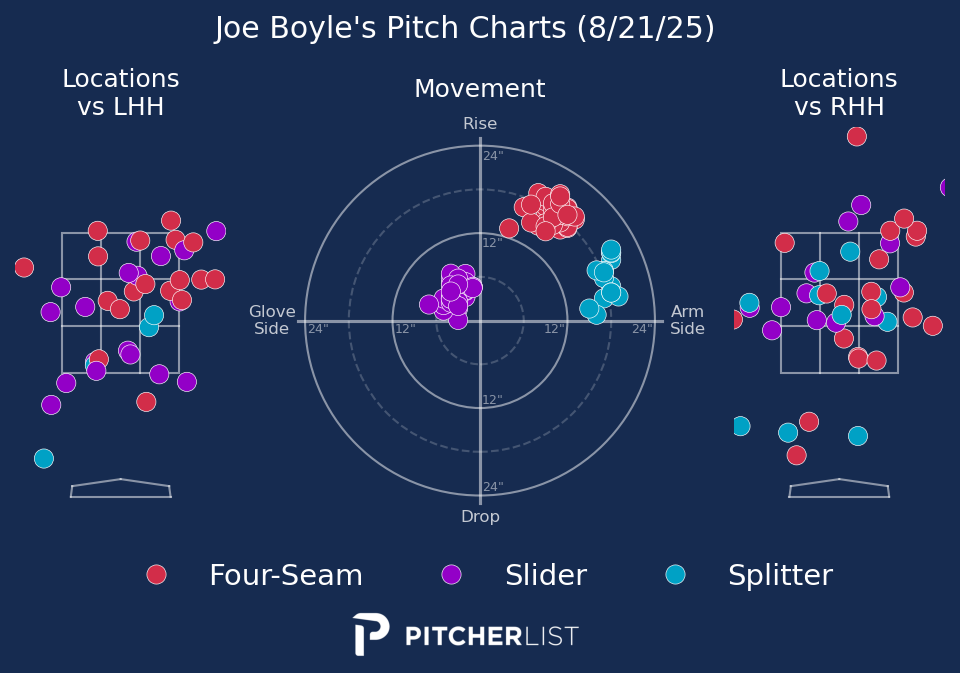 Joe Boyle's Pitch Charts (8/21/25)
Locations
vs LHH
Movement
Locations
vs RHH
Rise
24"
12"
Glove
Side
24"
12"
12"
24"
Arm
Side
12"
24"
Drop
Four-Seam
Slider
Splitter
PITCHERLIST